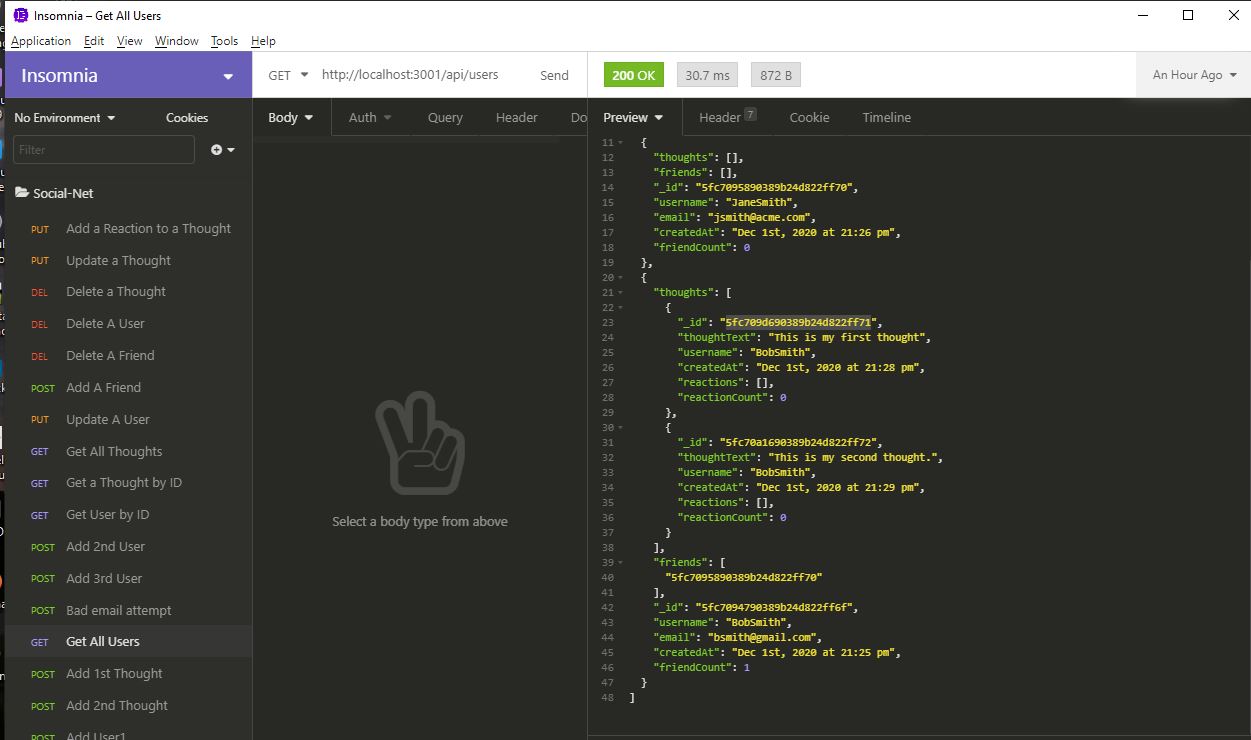 Insomnia – Get All Users
Application Edit View Window Tools Help
Insomnia
GET http://localhost:3001/api/users Send
200 OK 30.7 ms 872 B An Hour Ago
No Environment Cookies
Body Auth Query Header Do
Preview Header 7 Cookie Timeline
Filter
Social-Net
PUT Add a Reaction to a Thought
PUT Update a Thought
DEL Delete a Thought
DEL Delete A User
DEL Delete A Friend
POST Add A Friend
PUT Update A User
GET Get All Thoughts
GET Get a Thought by ID
GET Get User by ID
POST Add 2nd User
POST Add 3rd User
POST Bad email attempt
GET Get All Users
POST Add 1st Thought
POST Add 2nd Thought
POST Add User1
Select a body type from above
11 {
12 "thoughts": [],
13 "friends": [],
14 "_id": "5fc7095890389b24d822ff70",
15 "username": "JaneSmith",
16 "email": "jsmith@acme.com",
17 "createdAt": "Dec 1st, 2020 at 21:26 pm",
18 "friendCount": 0
19 },
20 {
21 "thoughts": [
22 {
23 "_id": "5fc709d690389b24d822ff71",
24 "thoughtText": "This is my first thought",
25 "username": "BobSmith",
26 "createdAt": "Dec 1st, 2020 at 21:28 pm",
27 "reactions": [],
28 "reactionCount": 0
29 },
30 {
31 "_id": "5fc70a1690389b24d822ff72",
32 "thoughtText": "This is my second thought.",
33 "username": "BobSmith",
34 "createdAt": "Dec 1st, 2020 at 21:29 pm",
35 "reactions": [],
36 "reactionCount": 0
37 }
38 ],
39 "friends": [
40 "5fc7095890389b24d822ff70"
41 ],
42 "_id": "5fc7094790389b24d822ff6f",
43 "username": "BobSmith",
44 "email": "bsmith@gmail.com",
45 "createdAt": "Dec 1st, 2020 at 21:25 pm",
46 "friendCount": 1
47 }
48 ]